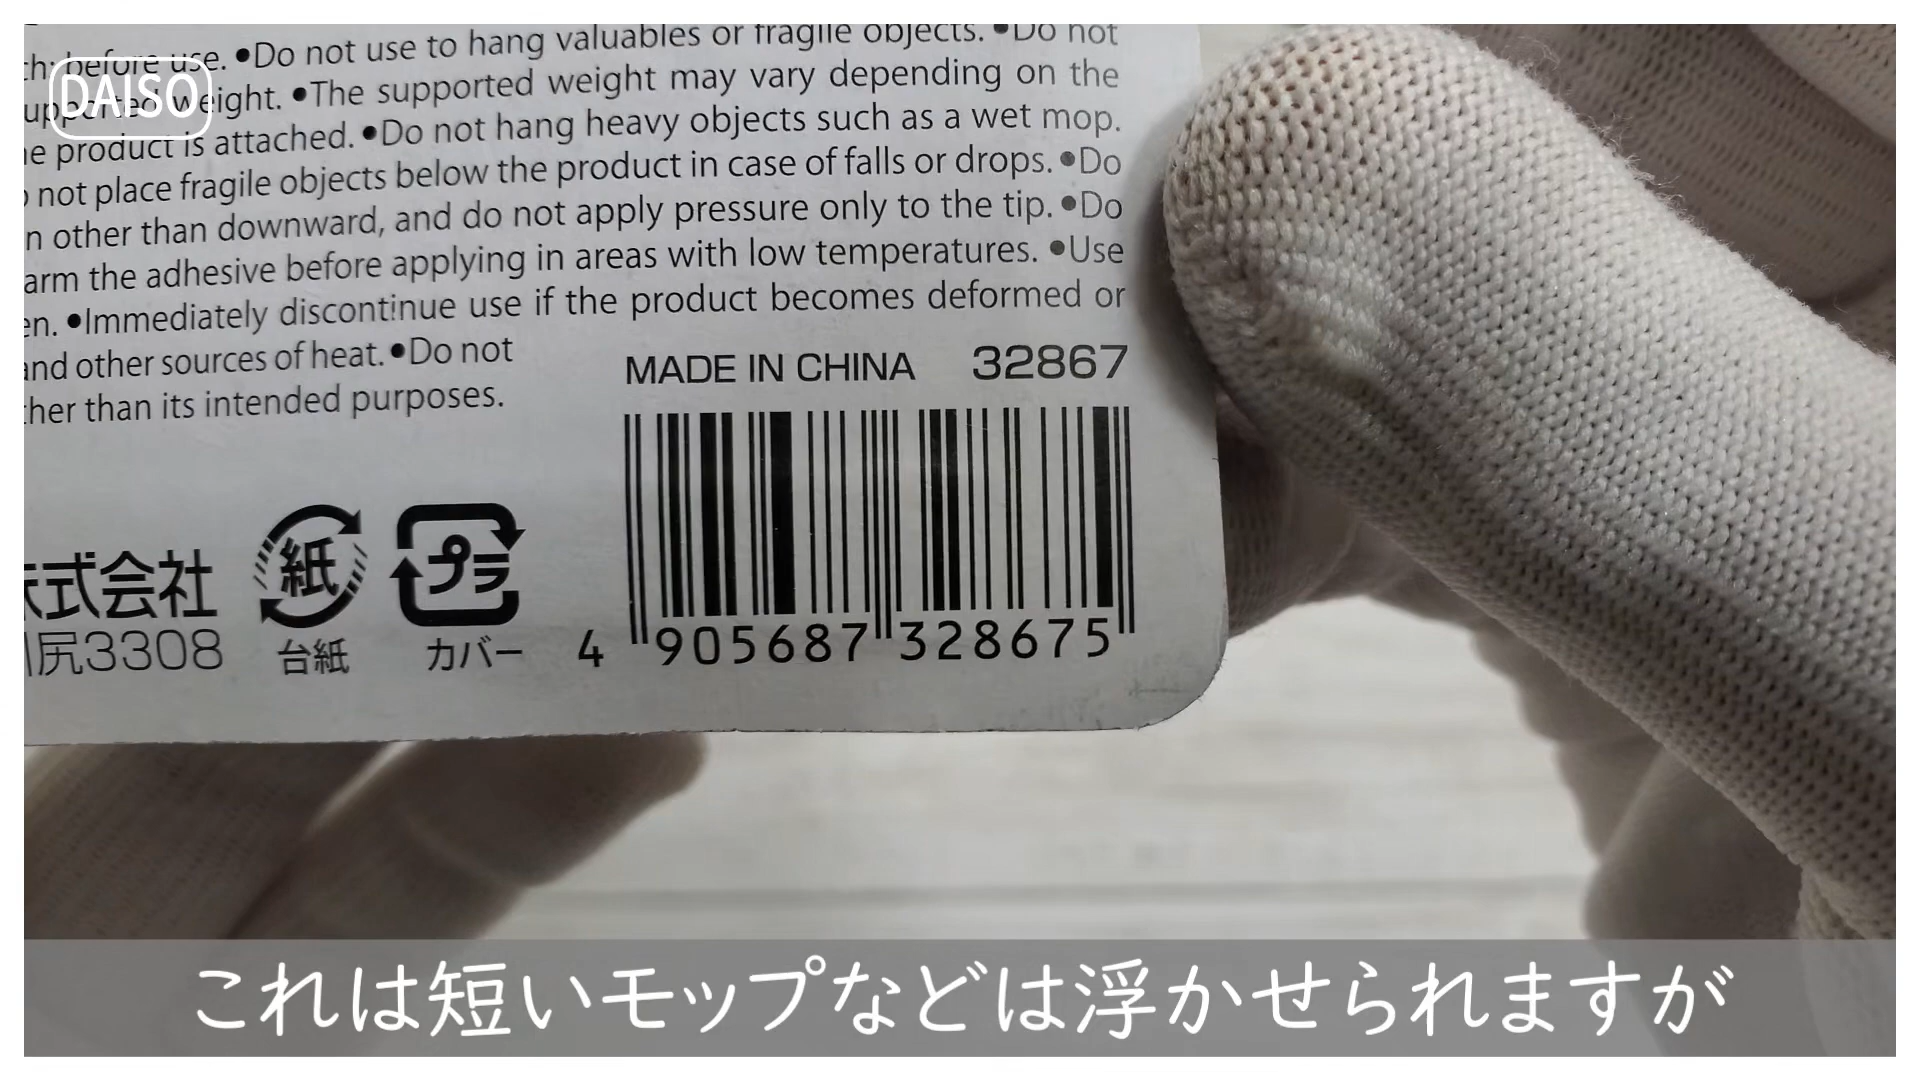 DAISO
before use. •Do not use to hang valuables or fragile objects. •Do not
weight. •The supported weight may vary depending on the
product is attached. •Do not hang heavy objects such as a wet mop.
not place fragile objects below the product in case of falls or drops. •Do
other than downward, and do not apply pressure only to the tip. •Do
the adhesive before applying in areas with low temperatures. •Use
•Immediately discontinue use if the product becomes deformed or
and other sources of heat. •Do not
than its intended purposes.
MADE IN CHINA 32867
式会社
尻3308
紙
台紙
プラ
カバー
4 905687 328675
これは短いモップなどは浮かせられますが